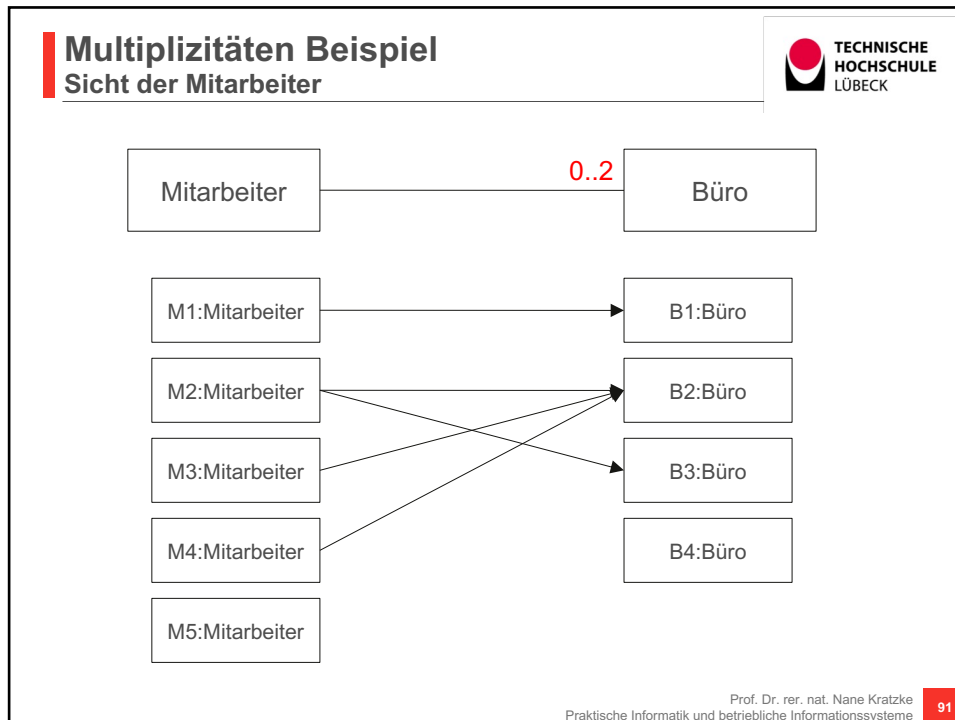 Multiplizitäten Beispiel
Sicht der Mitarbeiter
TECHNISCHE
HOCHSCHULE
LÜBECK
Mitarbeiter
0..2
Büro
M1:Mitarbeiter
B1:Büro
M2:Mitarbeiter
B2:Büro
M3:Mitarbeiter
B3:Büro
M4:Mitarbeiter
B4:Büro
M5:Mitarbeiter
Prof. Dr. rer. nat. Nane Kratzke
Praktische Informatik und betriebliche Informationssysteme
91